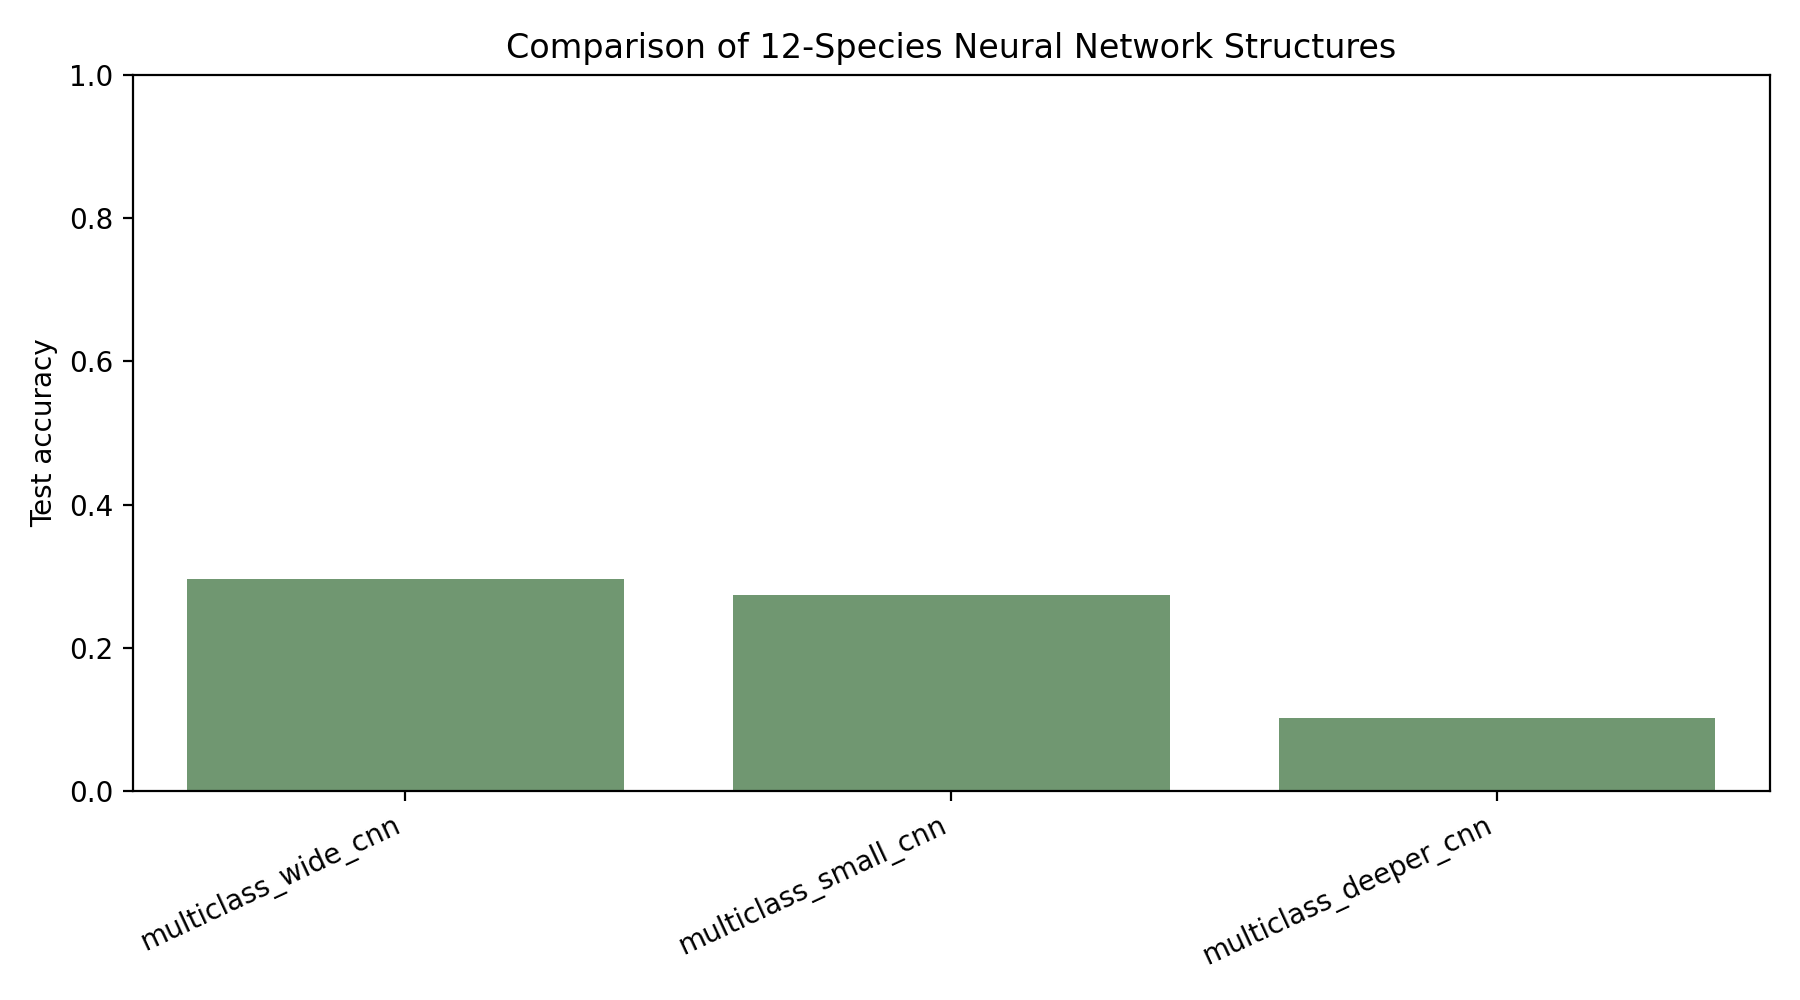 Comparison of 12-Species Neural Network Structures
1.0
0.8
0.6
0.4
0.2
0.0
Test accuracy
multiclass_wide_cnn
multiclass_small_cnn
multiclass_deeper_cnn